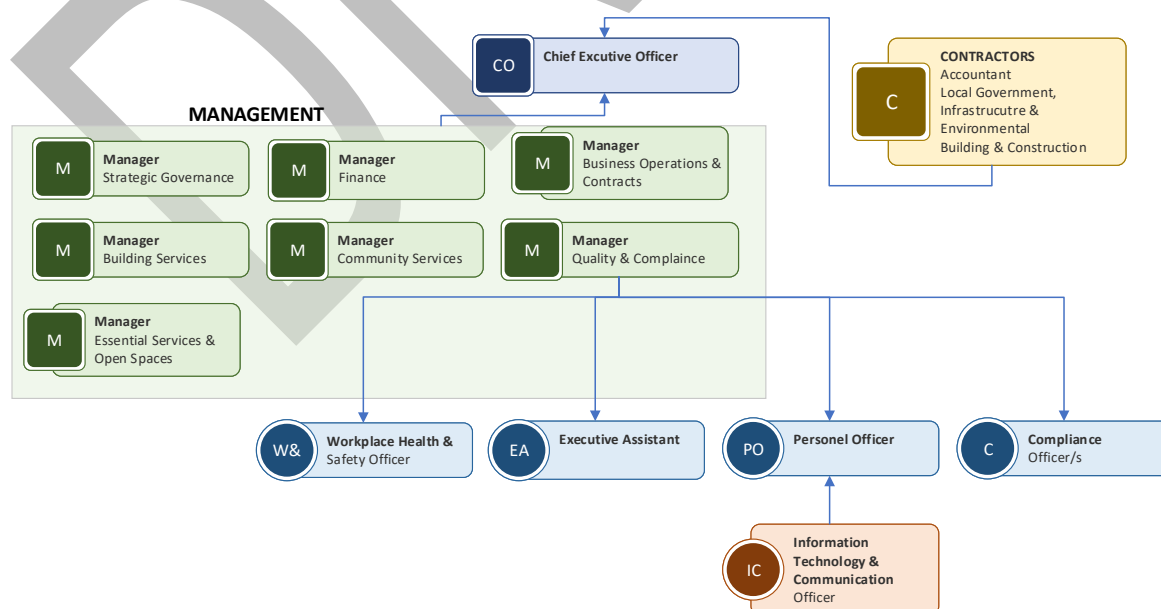 CO
Chief Excutive Officer
C
CONTRACTORS
Accountant
Local Government,
Infrastrucutre &
Environmental
Building & Construction
MANAGEMENT
M
Manager
Strategic Governance
M
Manager
Finance
M
Manager
Business Operations &
Contracts
M
Manager
Building Services
M
Manager
Community Services
M
Manager
Quality & Complaince
M
Manager
Essential Services &
Open Spaces
W&
Workplace Health &
Safety Officer
EA
Executive Assistant
PO
Personel Officer
C
Compliance
Officer/s
IC
Information
Technology &
Communication
Officer